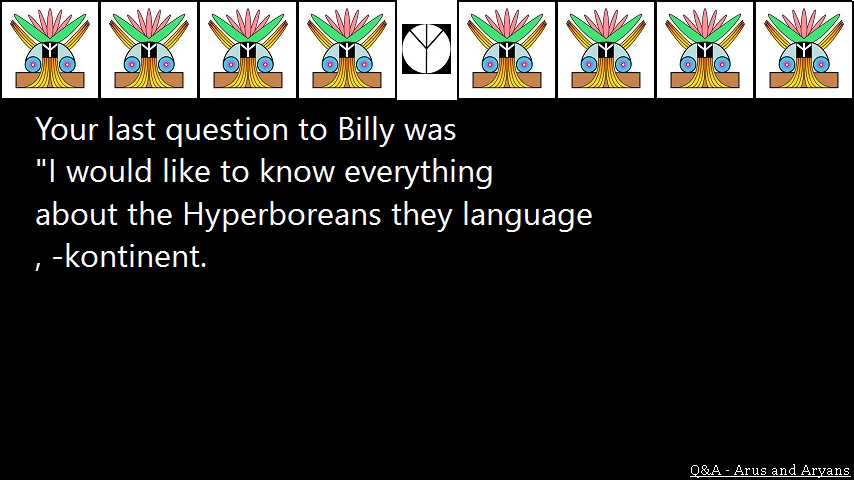 Your last question to Billy was
"I would like to know everything
about the Hyperboreans they language
, -kontinent.
Q&A - Arus and Aryans